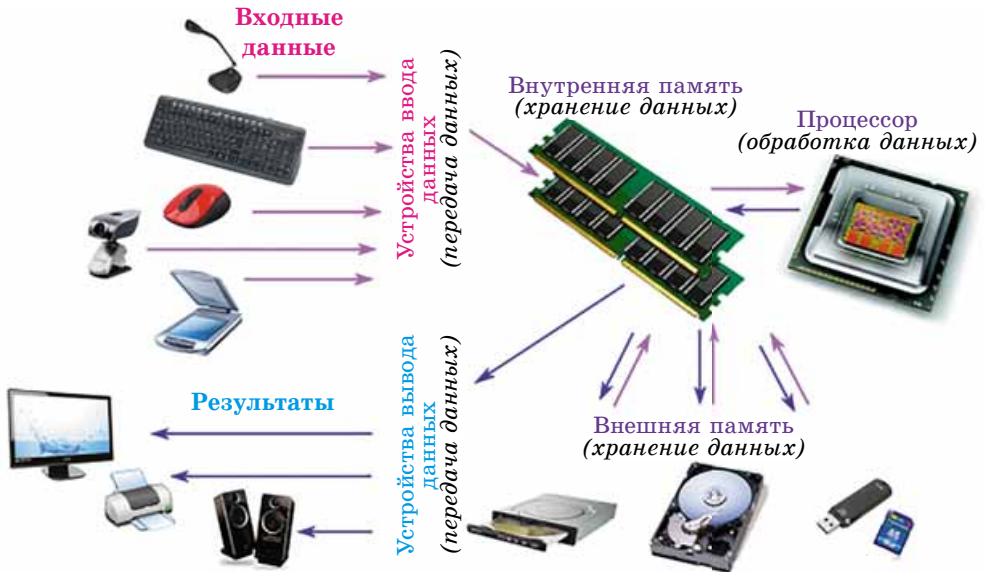 Входные
данные
Устройства ввода
данных
(передача данных)
Внутренняя память
(хранение данных)
Процессор
(обработка данных)
Результаты
Устройства вывода
данных
(передача данных)
Внешняя память
(хранение данных)